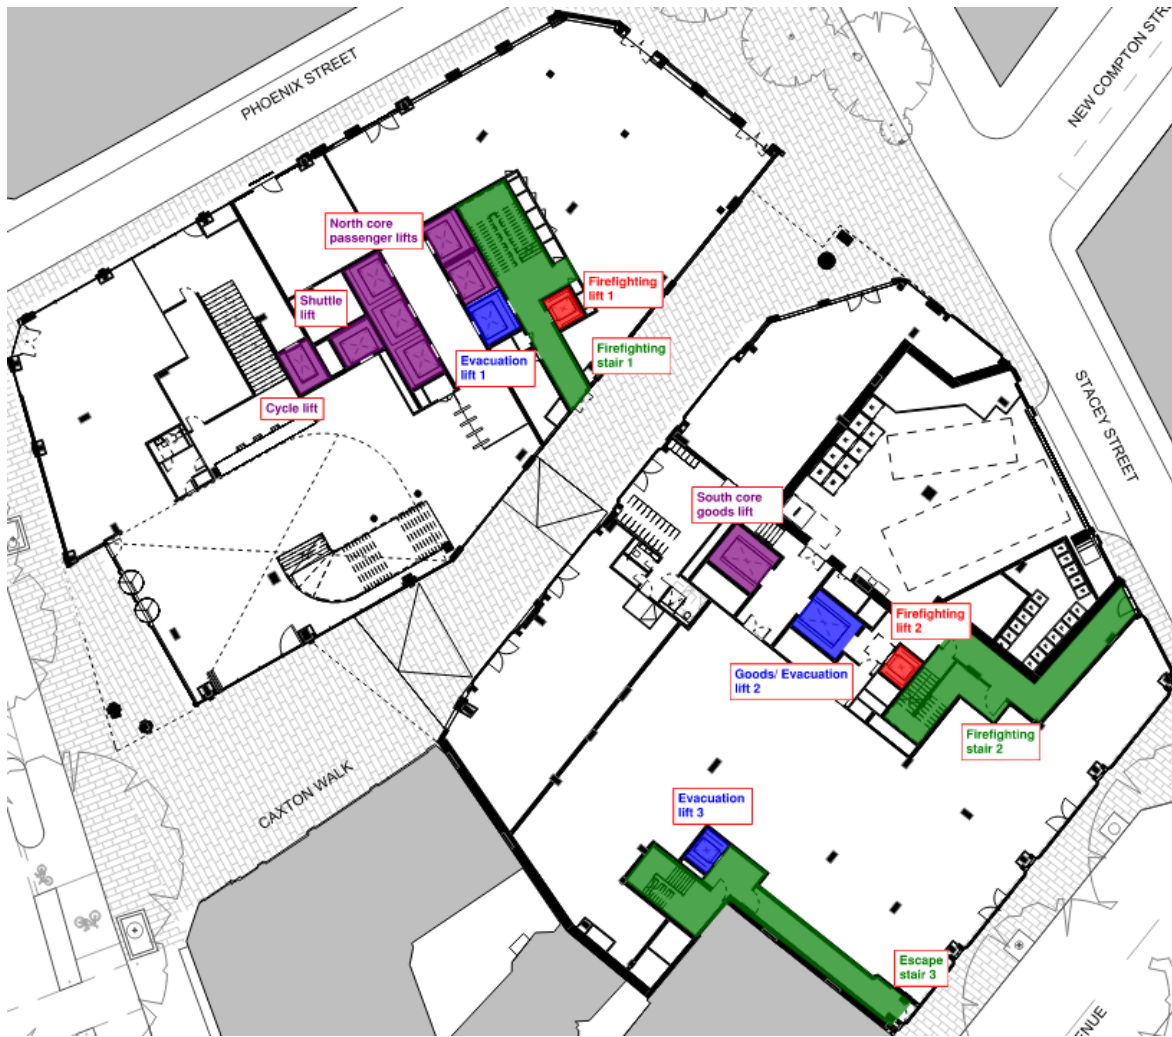 PHOENIX STREET
NEW COMPTON STR
North core
passenger lifts
Firefighting
lift 1
Shuttle
lift
Firefighting
stair 1
Evacuation
lift 1
Cycle lift
STACEY STREET
South core
goods lift
Firefighting
lift 2
Goods/ Evacuation
lift 2
Firefighting
stair 2
CAXTON WALK
Evacuation
lift 3
Escape
stair 3
ENUE